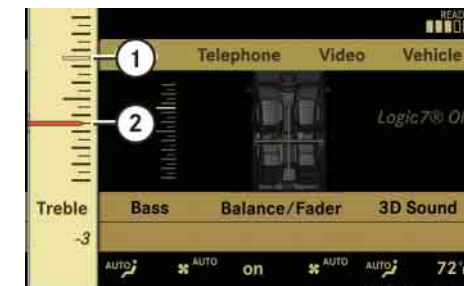 READ
1 Telephone Video Vehicle
2
Logic7® O
Treble Bass Balance/Fader 3D Sound
-3
AUTO AUTO on AUTO AUTO 72°